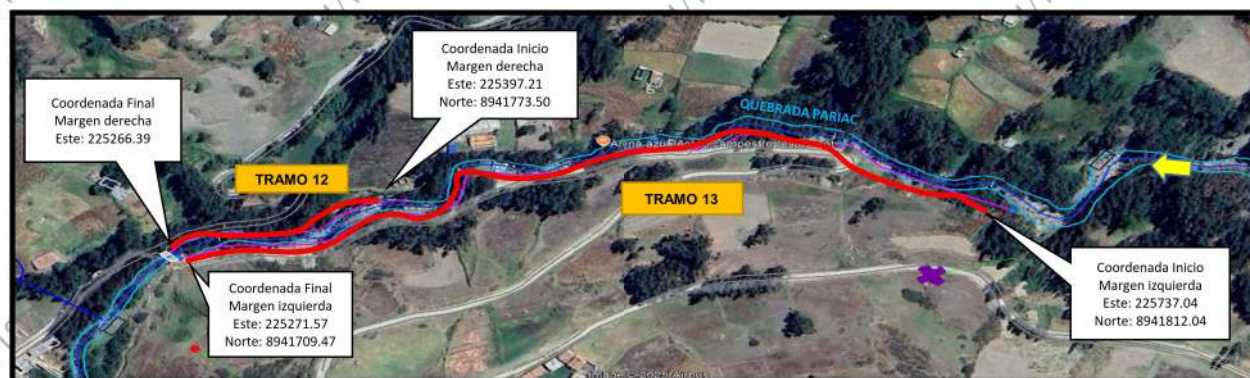 Coordenada Inicio
Margen derecha
Este: 225397.21
Norte: 8941773.50
Coordenada Final
Margen derecha
Este: 225266.39
QUEBRADA PARIAC
TRAMO 12
TRAMO 13
Coordenada Final
Margen izquierda
Este: 225271.57
Norte: 8941709.47
Coordenada Inicio
Margen izquierda
Este: 225737.04
Norte: 8941812.04